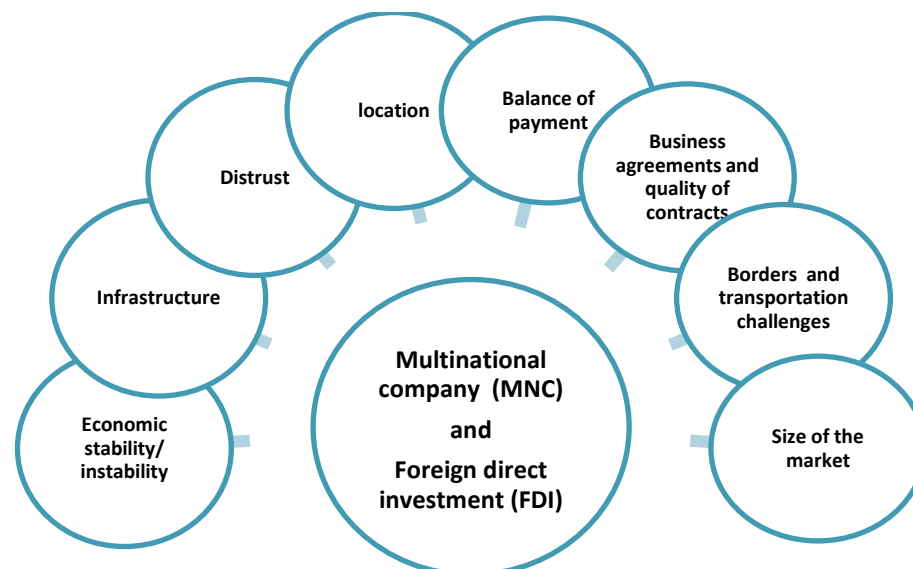 Economic
stability/
instability
Infrastructure
Distrust
location
Balance of
payment
Business
agreements and
quality of
contracts
Borders and
transportation
challenges
Size of the
market
Multinational
company (MNC)
and
Foreign direct
investment (FDI)